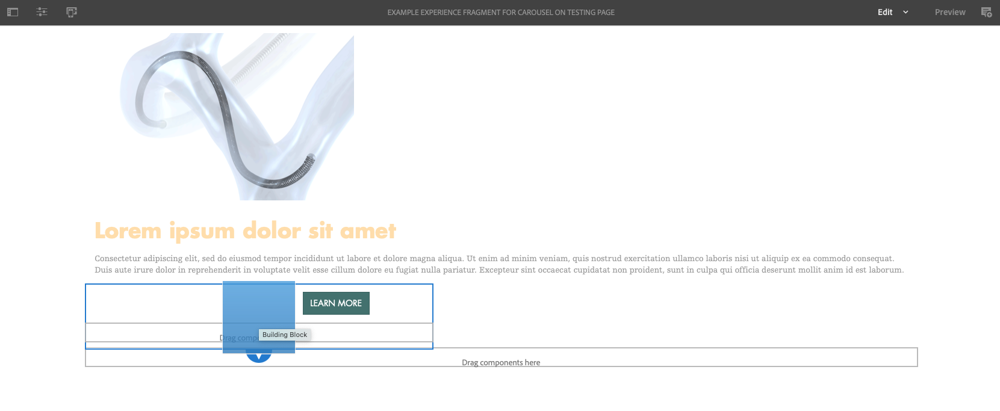 EXAMPLE EXPERIENCE FRAGMENT FOR CAROUSEL ON TESTING PAGE
Edit
Preview
Lorem ipsum dolor sit amet
Consectetur adipiscing elit, sed do eiusmod tempor incididunt ut labore et dolore magna aliqua. Ut enim ad minim veniam, quis nostrud exercitation ullamco laboris nisi ut aliquip ex ea commodo consequat.
Duis aute irure dolor in reprehenderit in voluptate velit esse cillum dolore eu fugiat nulla pariatur. Excepteur sint occaecat cupidatat non proident, sunt in culpa qui officia deserunt mollit anim id est laborum.
LEARN MORE
Drag comp
Building Block
Drag components here